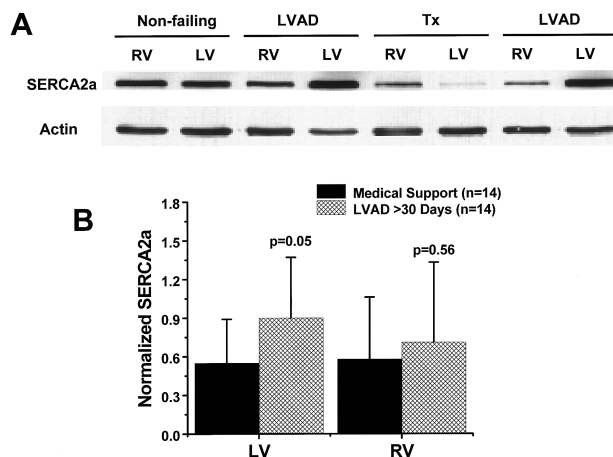 A
Non-failing LVAD Tx LVAD
RV LV RV LV RV LV RV LV
SERCA2a
Actin
B
Medical Support (n=14)
LVAD >30 Days (n=14)
Normalized SERCA2a
1.8
1.5
1.2
0.9
0.6
0.3
0.0
p=0.05
p=0.56
LV RV